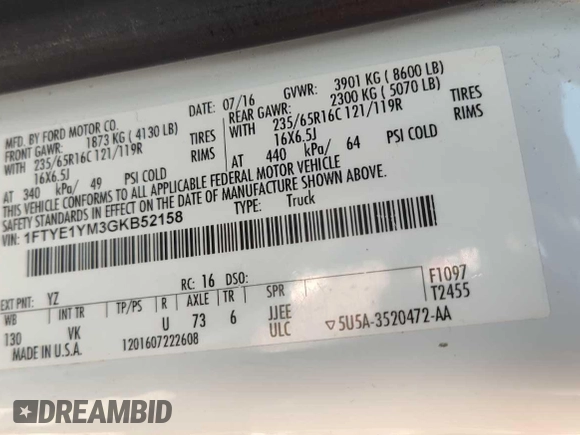 MFD. BY FORD MOTOR CO. DATE: 07/16 GVWR: 3901 KG (8600 LB)
FRONT GAWR: 1873 KG (4130 LB) REAR GAWR: 2300 KG (5070 LB)
WITH 235/65R16C 121/119R TIRES WITH 235/65R16C 121/119R TIRES
16X6.5J RIMS 16X6.5J RIMS
AT 340 kPa/ 49 PSI COLD AT 440 kPa/ 64 PSI COLD
THIS VEHICLE CONFORMS TO ALL APPLICABLE FEDERAL MOTOR VEHICLE
SAFETY STANDARDS IN EFFECT ON THE DATE OF MANUFACTURE SHOWN ABOVE.
VIN: 1FTYE1YM3GKB52158 TYPE: Truck
EXT PNT: YZ RC: 16 DSO: F1097
WB INT TR TP/PS R AXLE TR SPR T2455
130 VK U 73 6 JJEE
ULC ▽5U5A-3520472-AA
MADE IN U.S.A. 1201607222608
DREAMBID